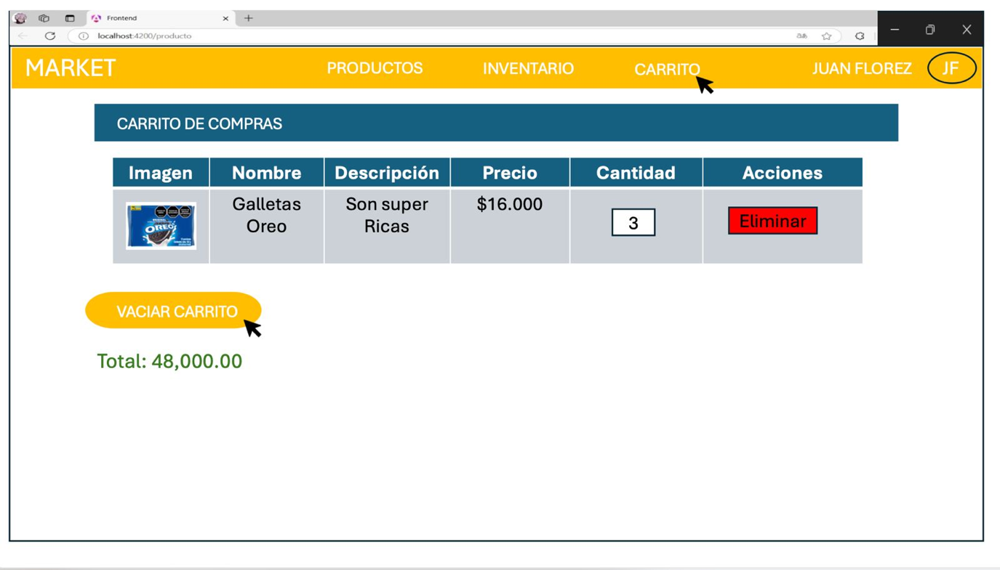 Frontend
localhost:4200/producto
MARKET PRODUCTOS INVENTARIO CARRITO JUAN FLOREZ JF
CARRITO DE COMPRAS
Imagen Nombre Descripción Precio Cantidad Acciones
Galletas Son super $16.000
Oreo Ricas 3 Eliminar
OREO
VACIAR CARRITO
Total: 48,000.00